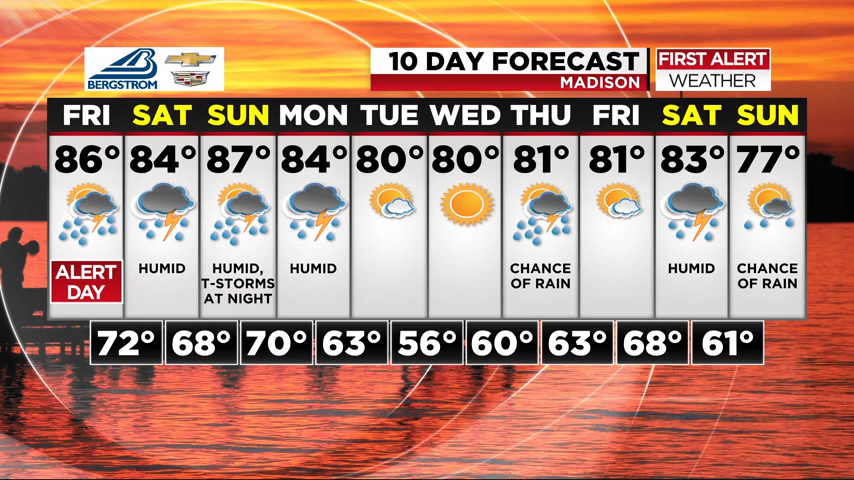 BERGSTROM
10 DAY FORECAST
MADISON
FIRST ALERT
WEATHER
FRI SAT SUN MON TUE WED THU FRI SAT SUN
86° 84° 87° 84° 80° 80° 81° 81° 83° 77°
ALERT
DAY
HUMID
HUMID,
T-STORMS
AT NIGHT
HUMID
CHANCE
OF RAIN
HUMID
CHANCE
OF RAIN
72° 68° 70° 63° 56° 60° 63° 68° 61°